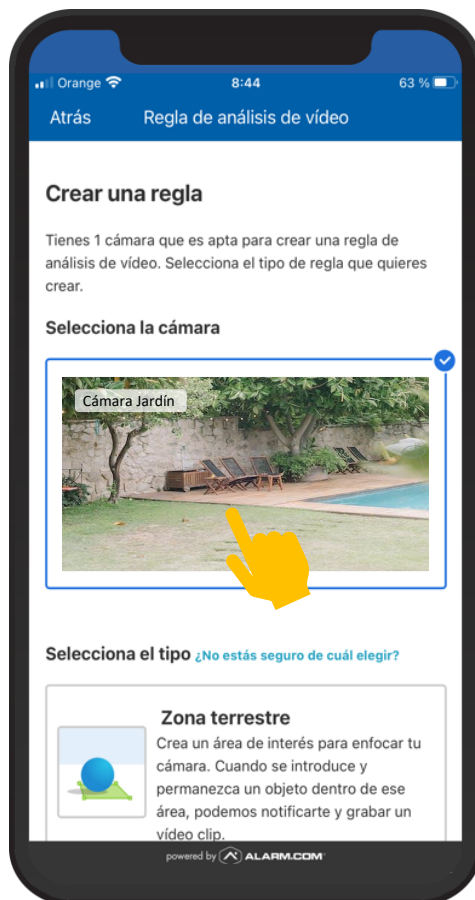 Orange 8:44 63 %
Atrás Regla de análisis de vídeo
Crear una regla
Tienes 1 cámara que es apta para crear una regla de
análisis de vídeo. Selecciona el tipo de regla que quieres
crear.
Selecciona la cámara
Cámara Jardín
Selecciona el tipo ¿No estás seguro de cuál elegir?
Zona terrestre
Crea un área de interés para enfocar tu
cámara. Cuando se introduce y
permanezca un objeto dentro de ese
área, podemos notificarte y grabar un
vídeo clip.
powered by ALARM.COM